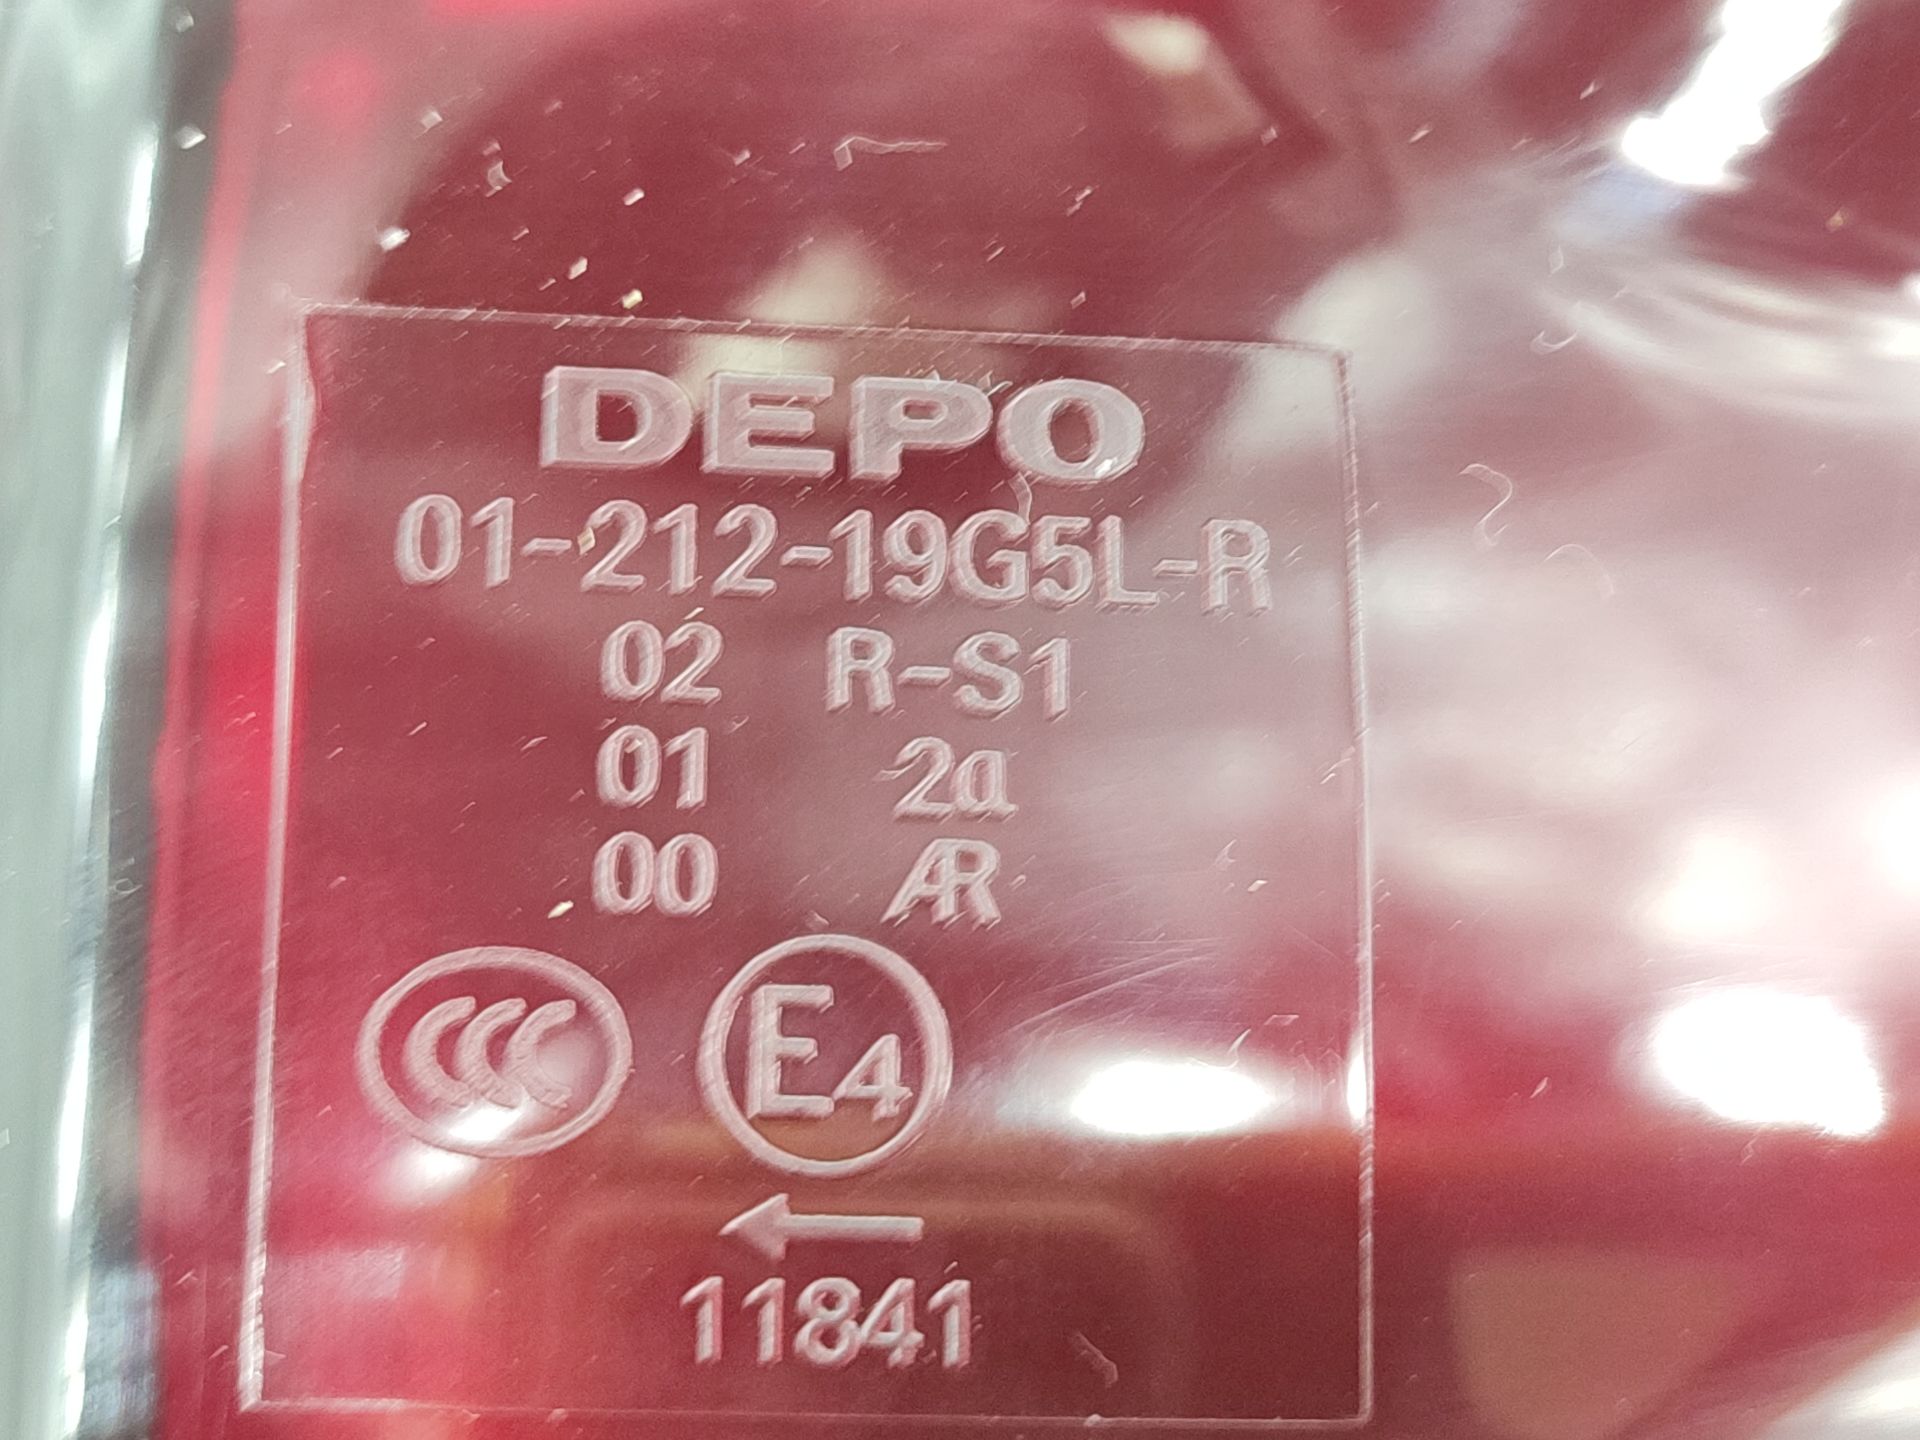 DEPO
01-212-19G5L-R
02 R-S1
01 2a
00 AR
CCC E4
11841